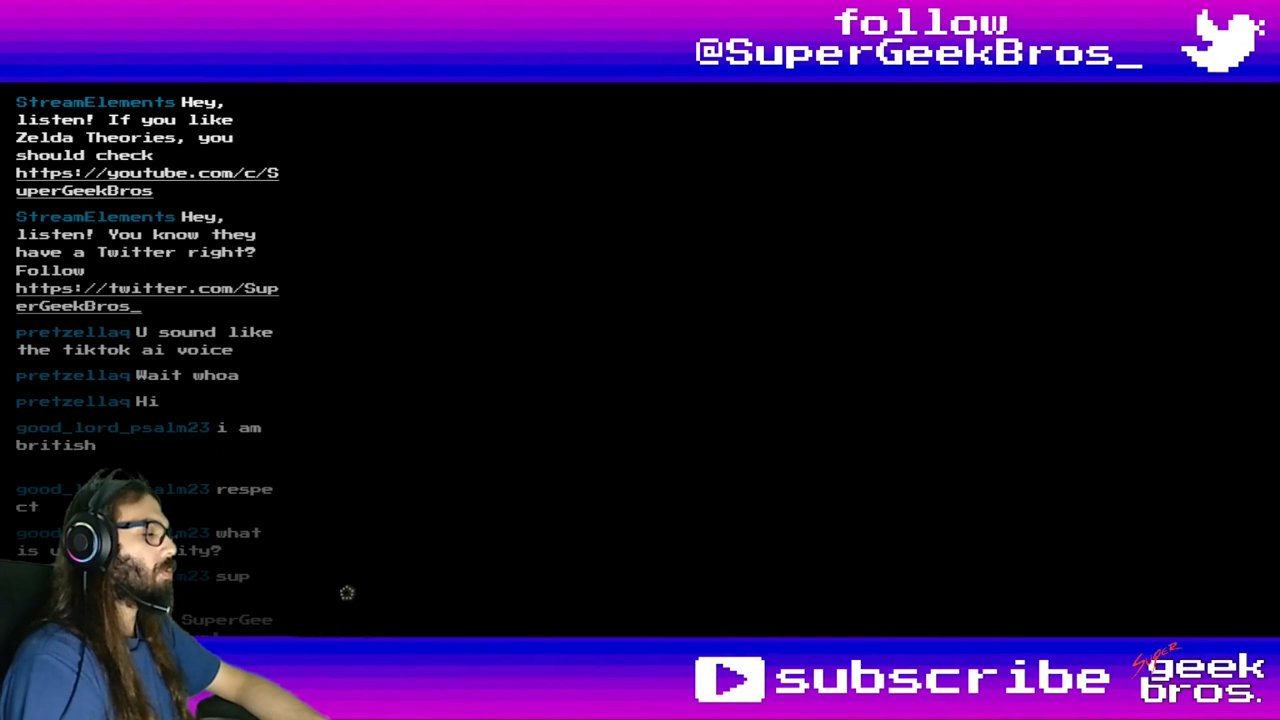 follow
@SuperGeekBros_
StreamElements Hey,
listen! If you like
Zelda Theories, you
should check
https://youtube.com/c/S
uperGeekBros
StreamElements Hey,
listen! You know they
have a Twitter right?
Follow
https://twitter.com/Sup
erGeekBros_
pretzellaq U sound like
the tiktok ai voice
pretzellaq Wait whoa
pretzellaq Hi
good_lord_psalm23 i am
british
respe
ct
what
is
sup
SuperGee
subscribe
Super
geek
bros.